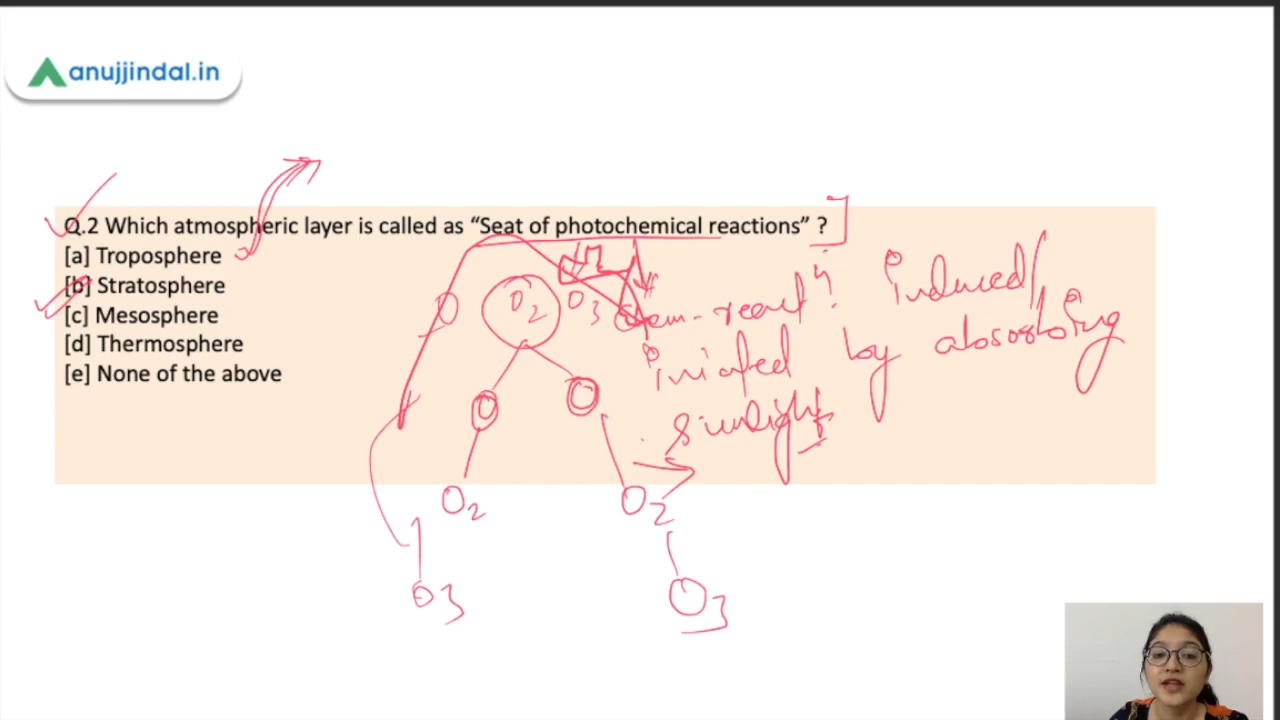 anujjindal.in
Q.2 Which atmospheric layer is called as “Seat of photochemical reactions” ?
[a] Troposphere
[b] Stratosphere
[c] Mesosphere
[d] Thermosphere
[e] None of the above
O O2 O3
induced/
by absorbing
sunlight
O O
O2 O2
O3 O3